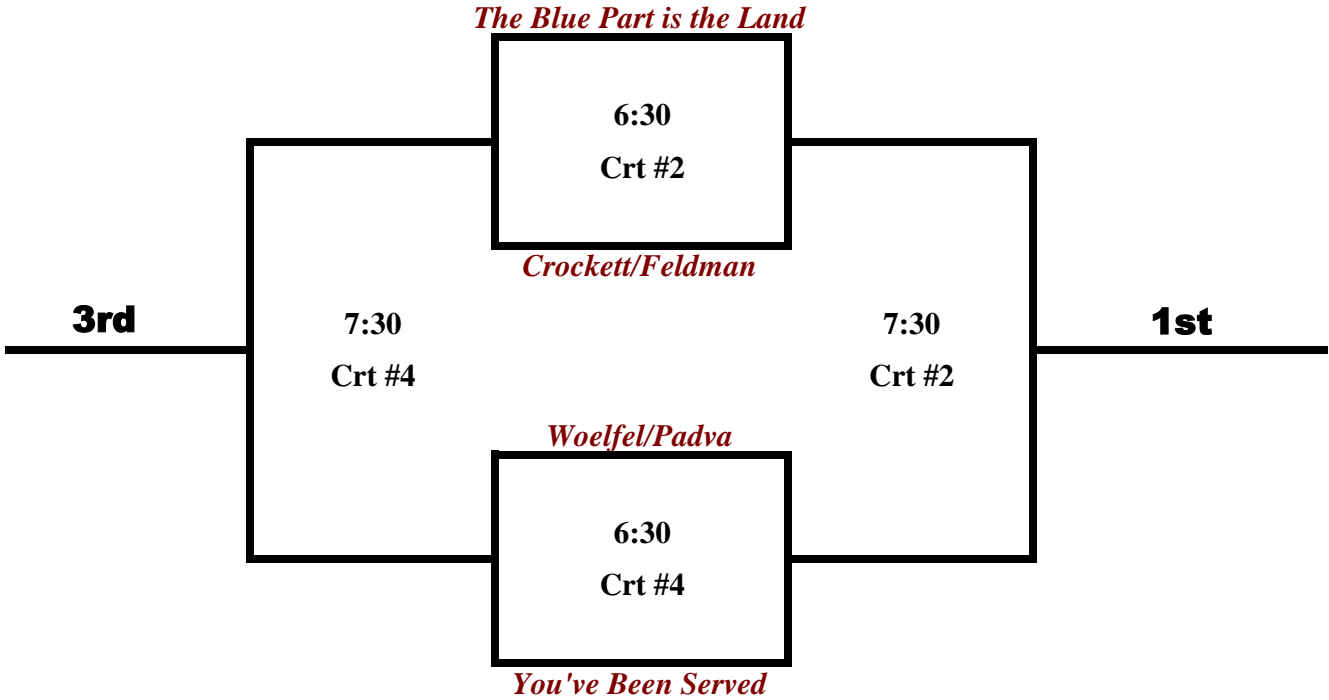 The Blue Part is the Land
6:30
Crt #2
Crockett/Feldman
3rd
7:30
Crt #4
7:30
Crt #2
1st
Woelfel/Padva
6:30
Crt #4
You've Been Served